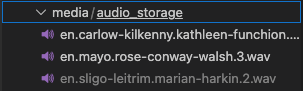 media/audio_storage
en.carlow-kilkenny.kathleen-funchion....
en.mayo.rose-conway-walsh.3.wav
en.sligo-leitrim.marian-harkin.2.wav